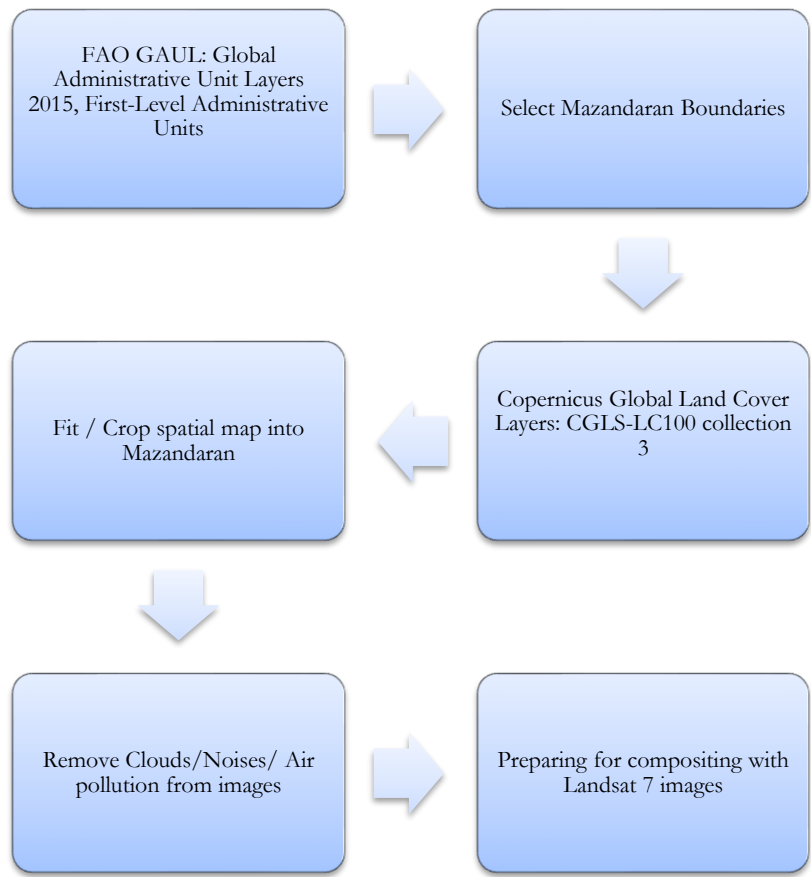 FAO GAUL: Global
Administrative Unit Layers
2015, First-Level Administrative
Units
Select Mazandaran Boundaries
Copernicus Global Land Cover
Layers: CGLS-LC100 collection
3
Fit / Crop spatial map into
Mazandaran
Remove Clouds/Noises/ Air
pollution from images
Preparing for compositing with
Landsat 7 images